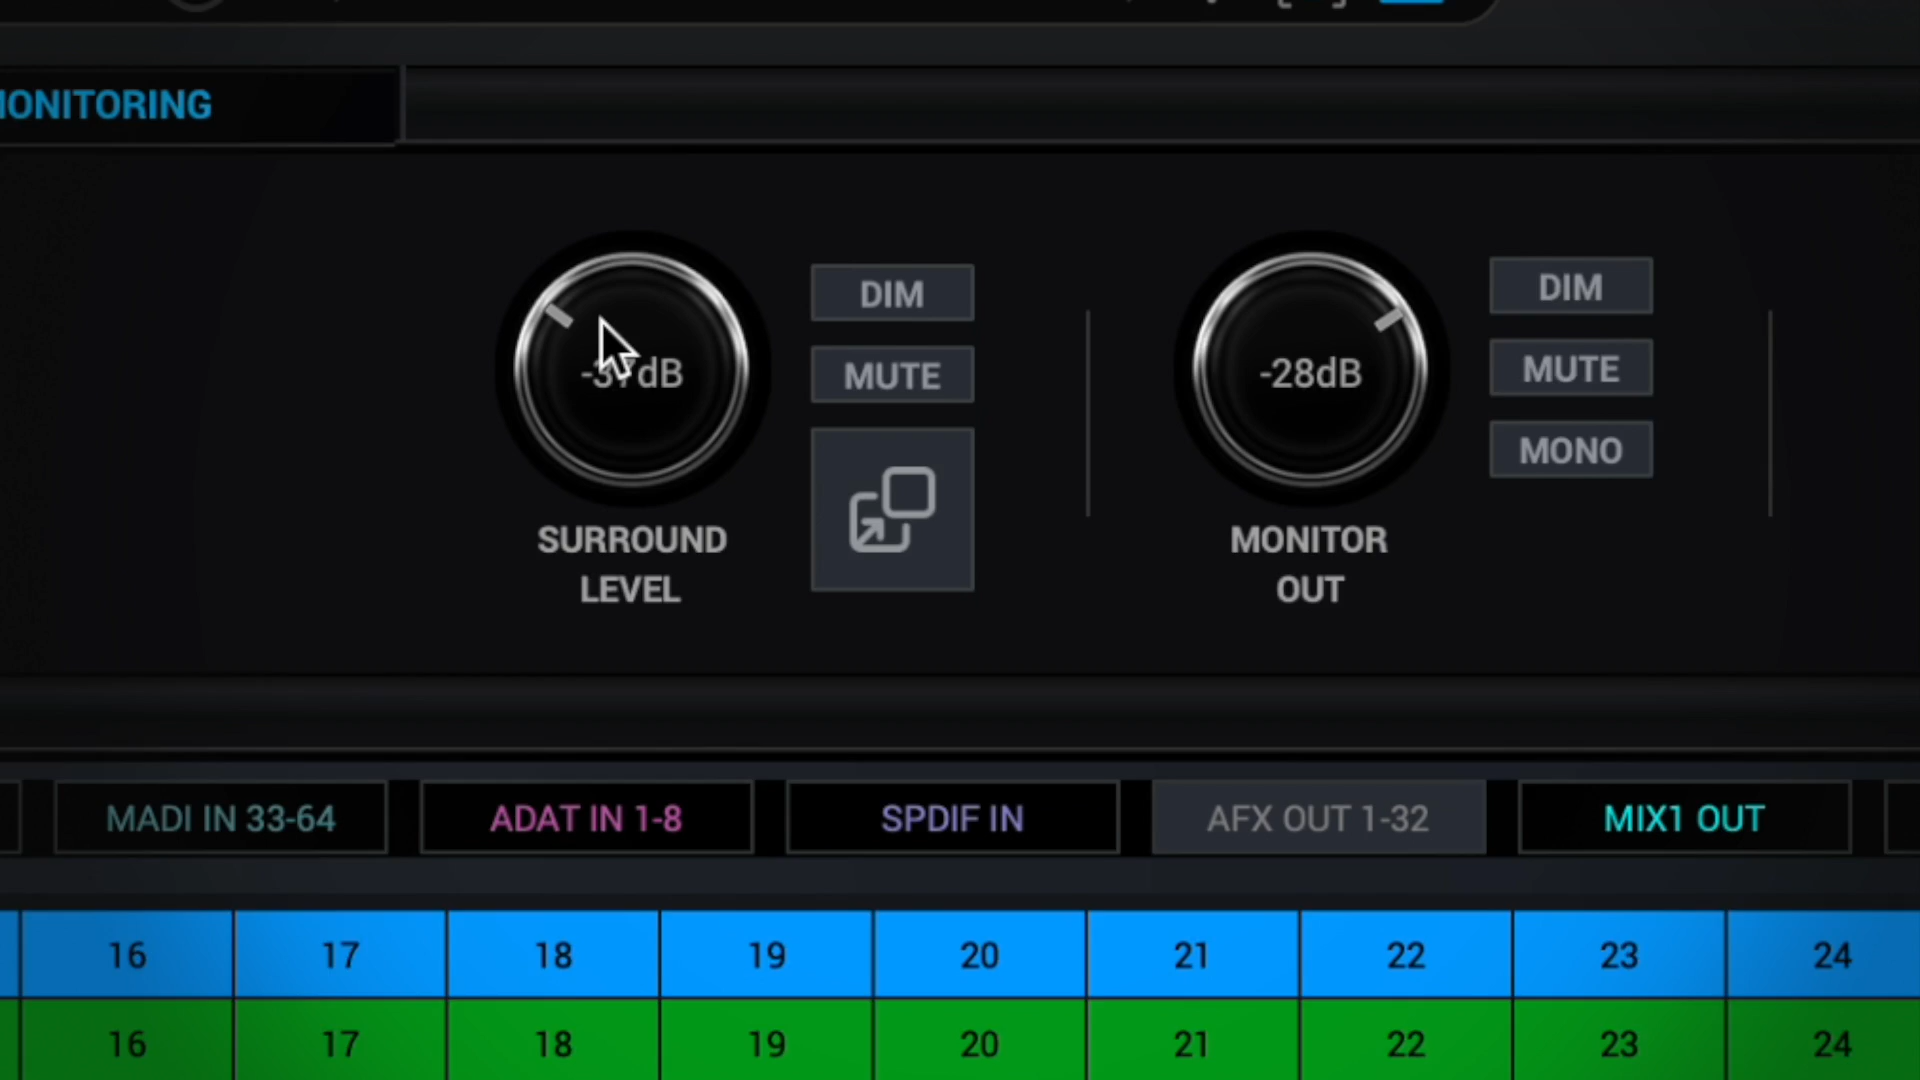 MONITORING
DIM
DIM
-37dB
MUTE
-28dB
MUTE
MONO
SURROUND
LEVEL
MONITOR
OUT
MADI IN 33-64
ADAT IN 1-8
SPDIF IN
AFX OUT 1-32
MIX1 OUT
16 17 18 19 20 21 22 23 24
16 17 18 19 20 21 22 23 24